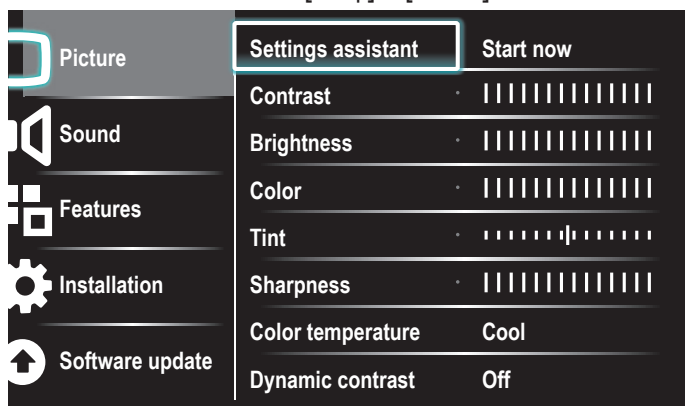 Picture
Sound
Features
Installation
Software update
Settings assistant Start now
Contrast
Brightness
Color
Tint
Sharpness
Color temperature Cool
Dynamic contrast Off